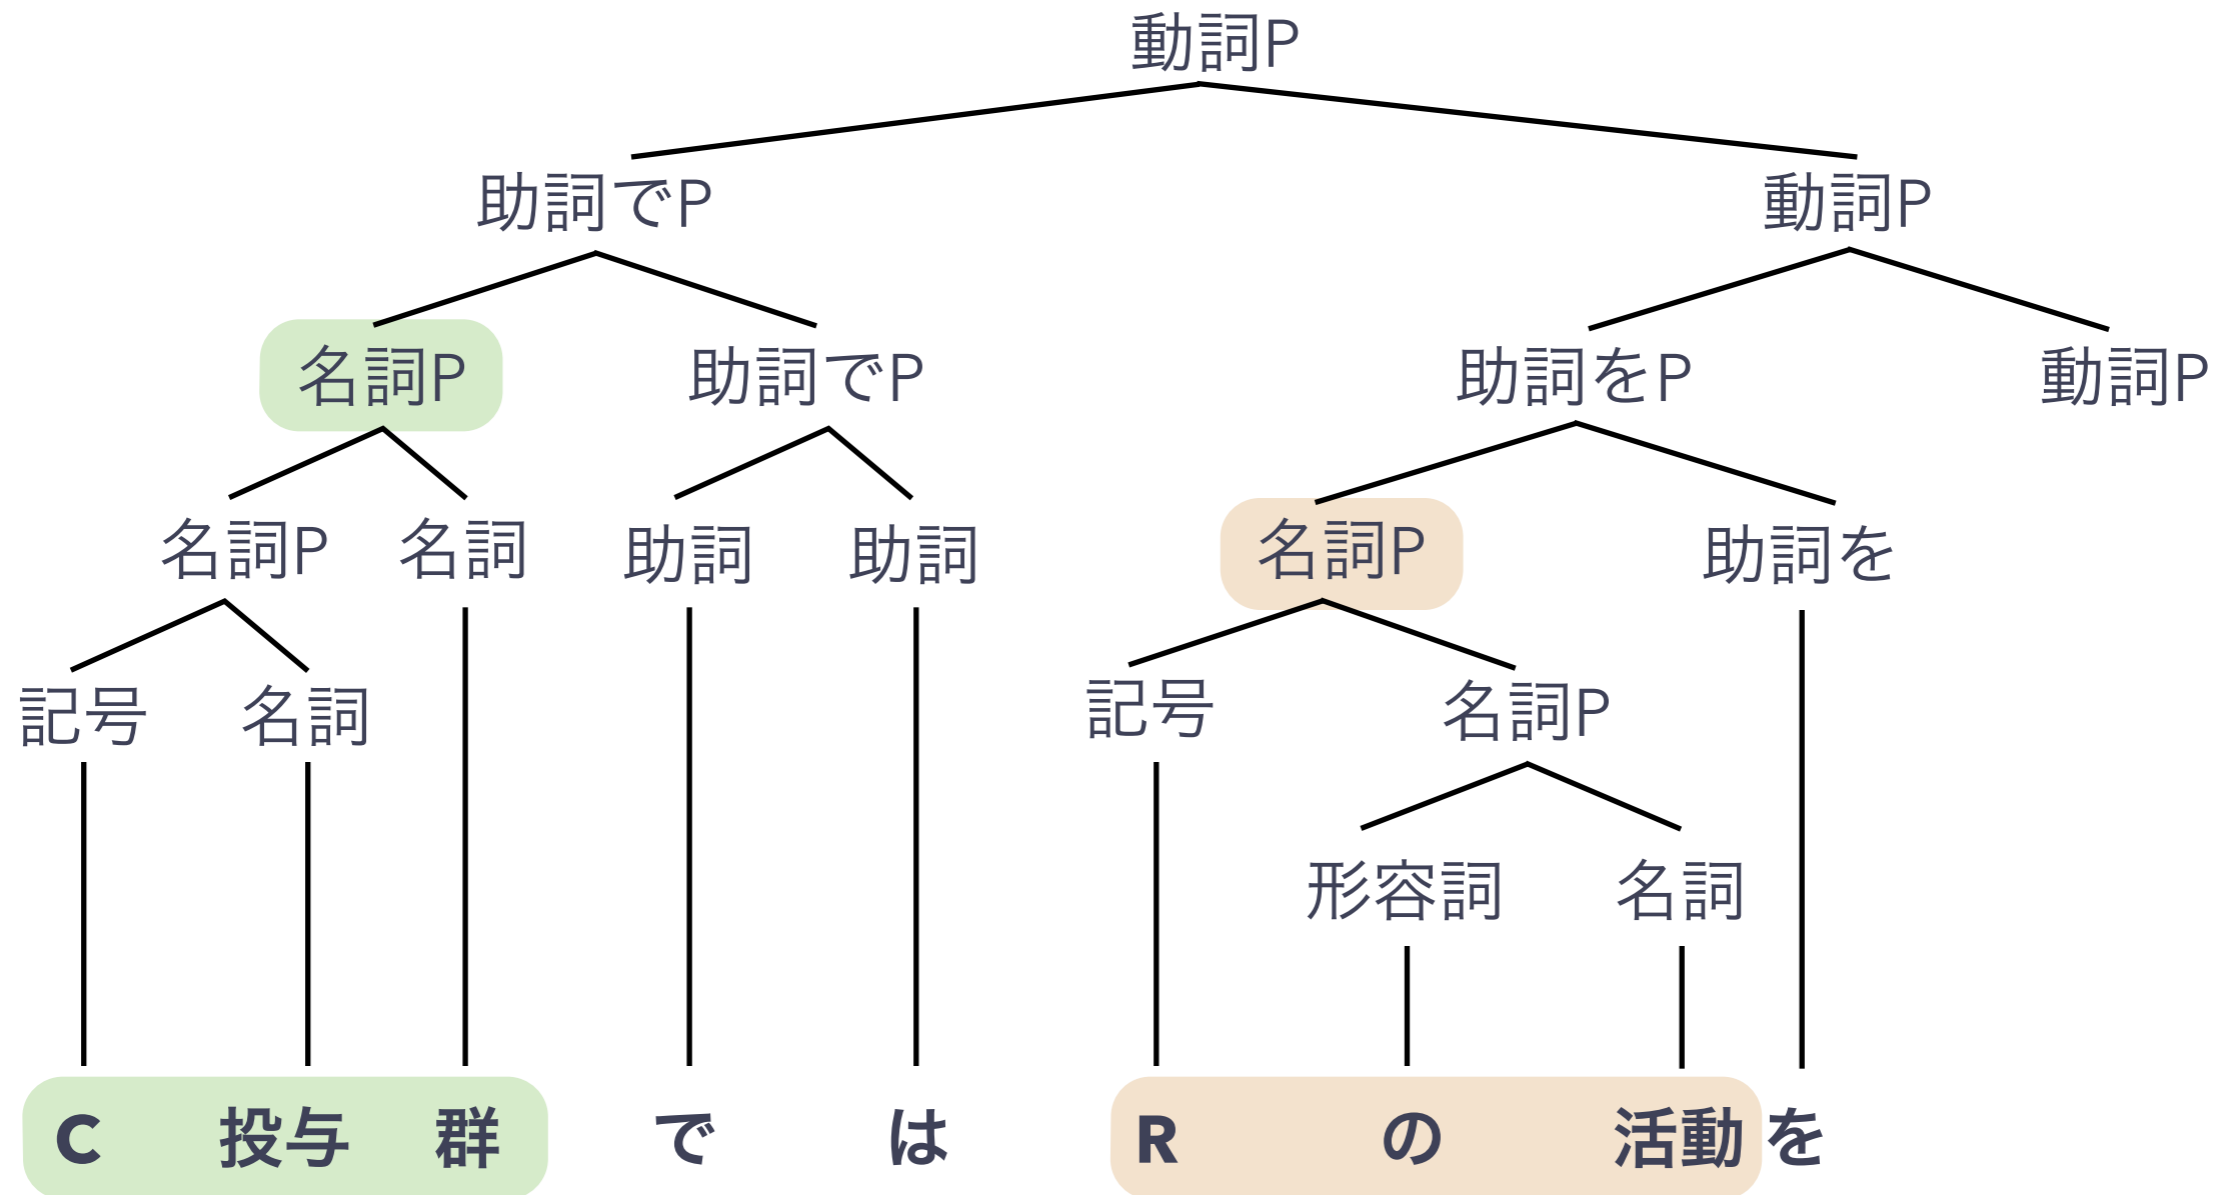 動詞P
助詞でP 動詞P
名詞P 助詞でP 助詞をP 動詞P
名詞P 名詞 助詞 助詞 名詞P 助詞を
記号 名詞 記号 名詞P
形容詞 名詞
C 投与 群 で は R の 活動 を